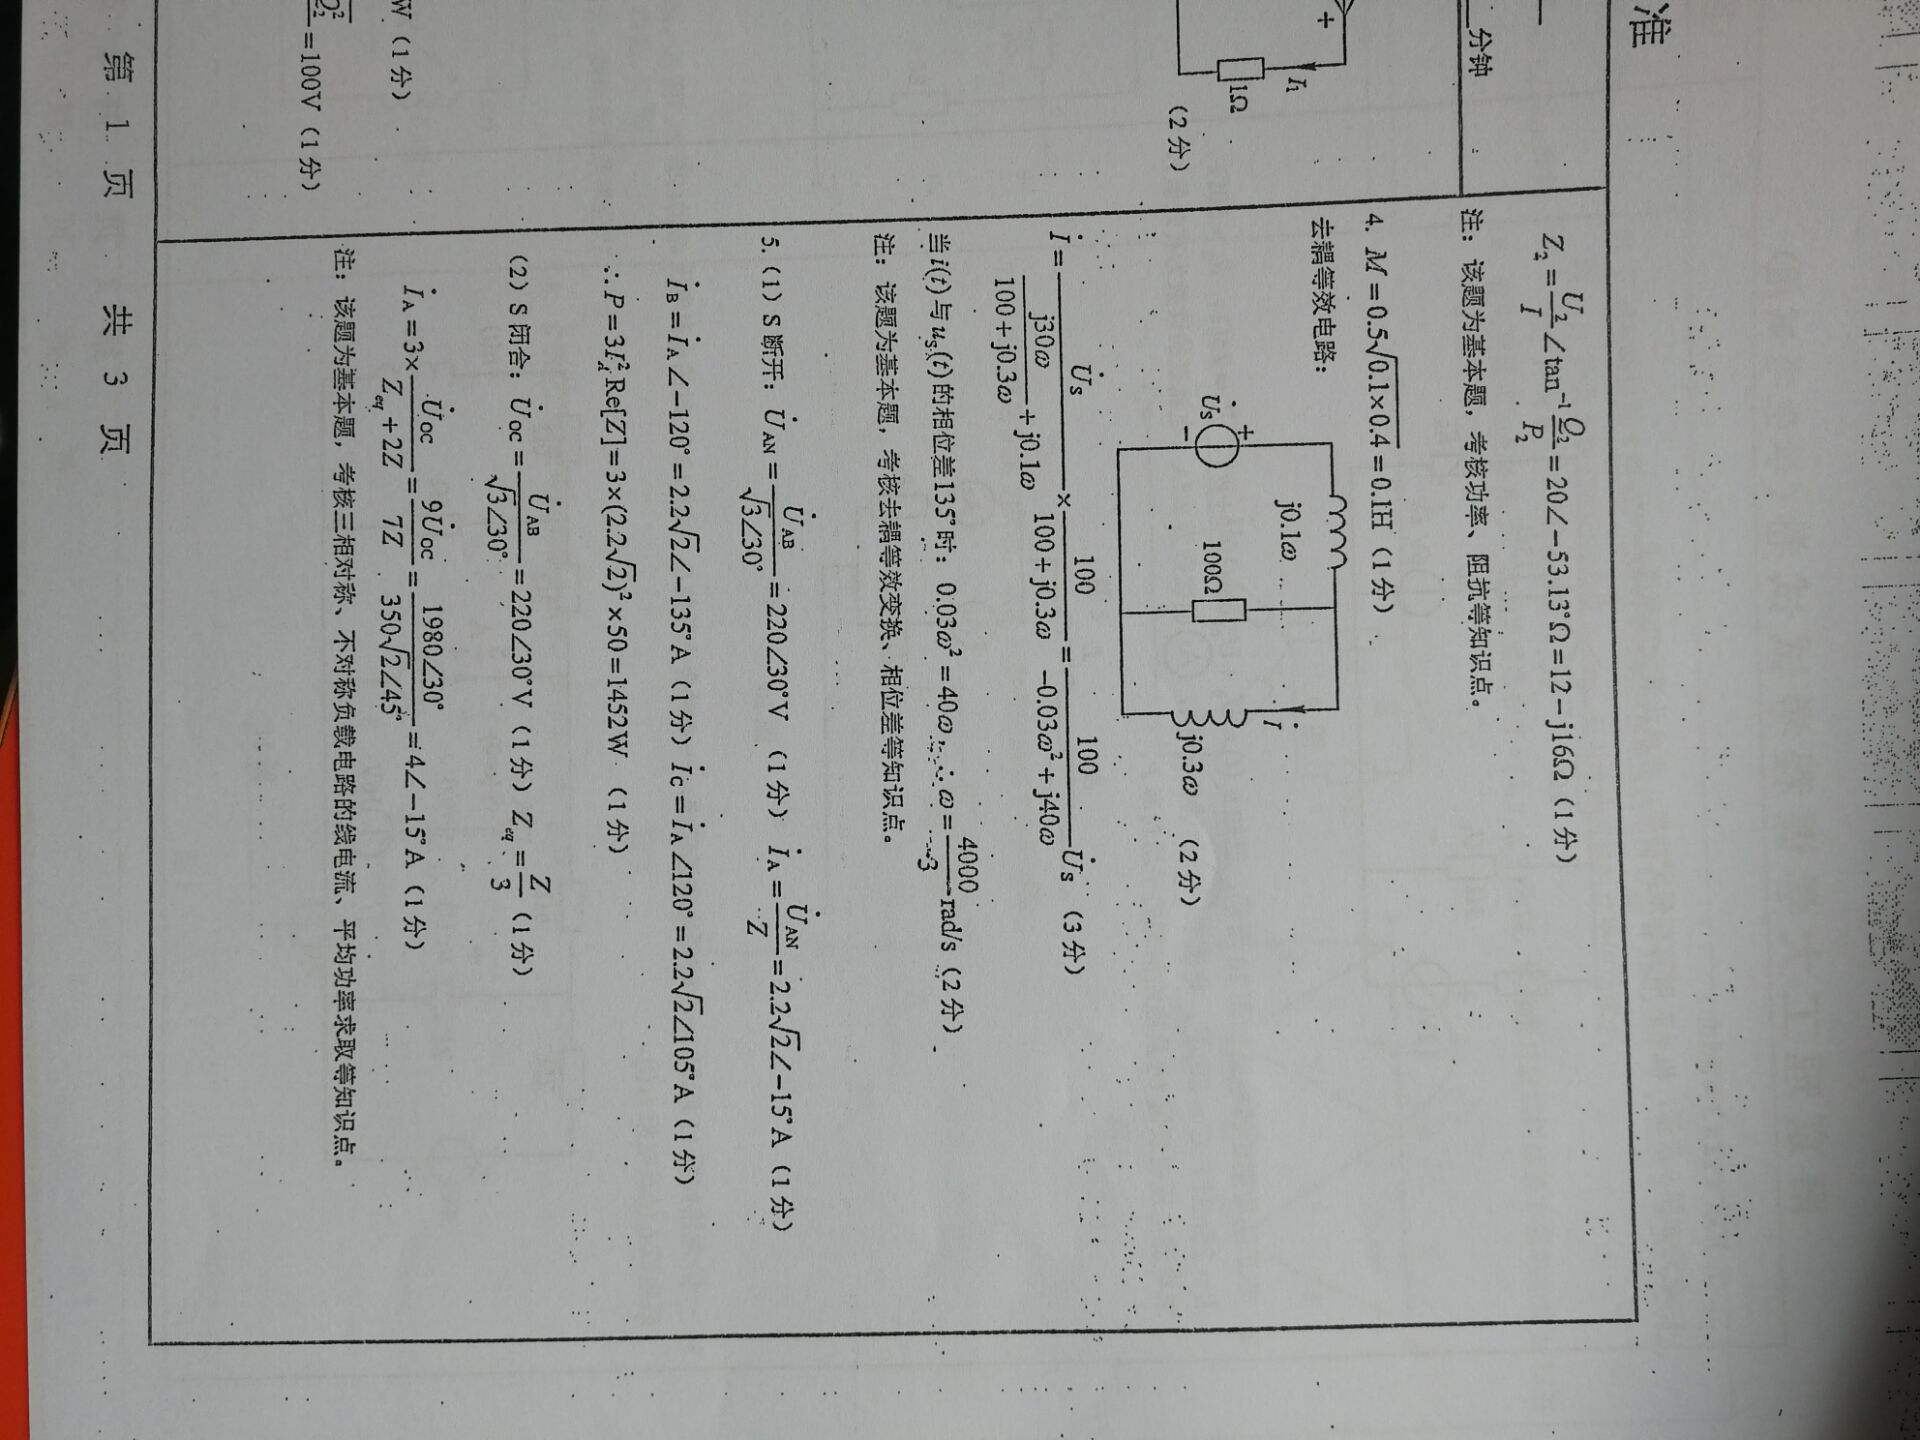 准
分钟
+
I₁
1Ω
(2分)
W(1分)
=100V(1分)
Z₂=U₂/I∠tan⁻¹Q₂/P₂=20∠-53.13°Ω=12-j16Ω(1分)
注:该题为基本题,考核功率、阻抗等知识点。
4. M=0.5√(0.1×0.4)=0.1H(1分)
去耦等效电路:
j0.1ω
U̇s
+
-
100Ω
İ
j0.3ω
(2分)
İ=U̇s/(j30ω/(100+j0.3ω)+j0.1ω)×100/(100+j0.3ω)=100/(-0.03ω²+j40ω)U̇s(3分)
当i(t)与us(t)的相位差135°时:0.03ω²=40ω,∴ω=4000/3rad/s(2分)
注:该题为基本题,考核去耦等效变换、相位差等知识点。
5.(1)S断开:U̇AN=U̇AB/(√3∠30°)=220∠30°V(1分)İA=U̇AN/Z=2.2√2∠-15°A(1分)
İB=İA∠-120°=2.2√2∠-135°A(1分)İC=İA∠120°=2.2√2∠105°A(1分)
∴P=3I²A Re[Z]=3×(2.2√2)²×50=1452W(1分)
(2)S闭合:U̇OC=U̇AB/(√3∠30°)=220∠30°V(1分)Zeq=Z/3(1分)
İA=3×U̇OC/(Zeq+2Z)=9U̇OC/7Z=1980∠30°/(350√2∠45°)=4∠-15°A(1分)
注:该题为基本题,考核三相对称、不对称负载电路的线电流、平均功率求取等知识点。
第 1 页 共 3 页